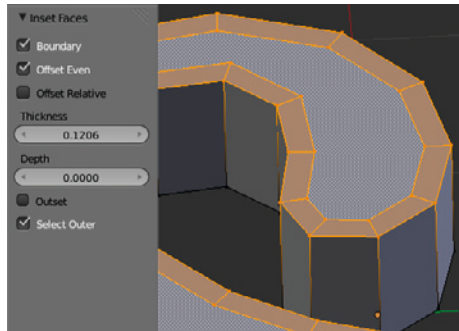 Inset Faces
Boundary
Offset Even
Offset Relative
Thickness
0.1206
Depth
0.0000
Outset
Select Outer